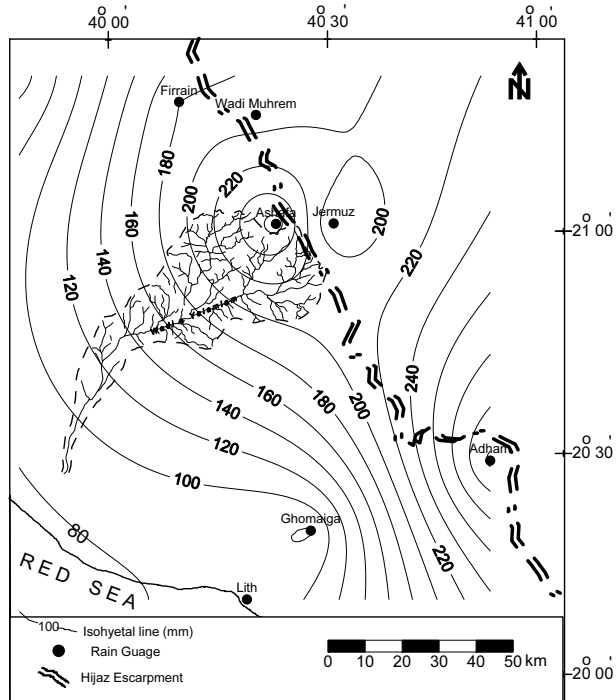 40°00'
40°30'
41°00'
N
Firrain
Wadi Muhrem
180
200
220
Ashafa
Jermuz
200
21°00'
160
140
120
220
Wadi Yalamlam
240
160
180
200
140
120
100
Adham
20°30'
Ghomaiga
220
80
RED SEA
Lith
100 Isohyetal line (mm)
Rain Guage
Hijaz Escarpment
0 10 20 30 40 50 km
20°00'